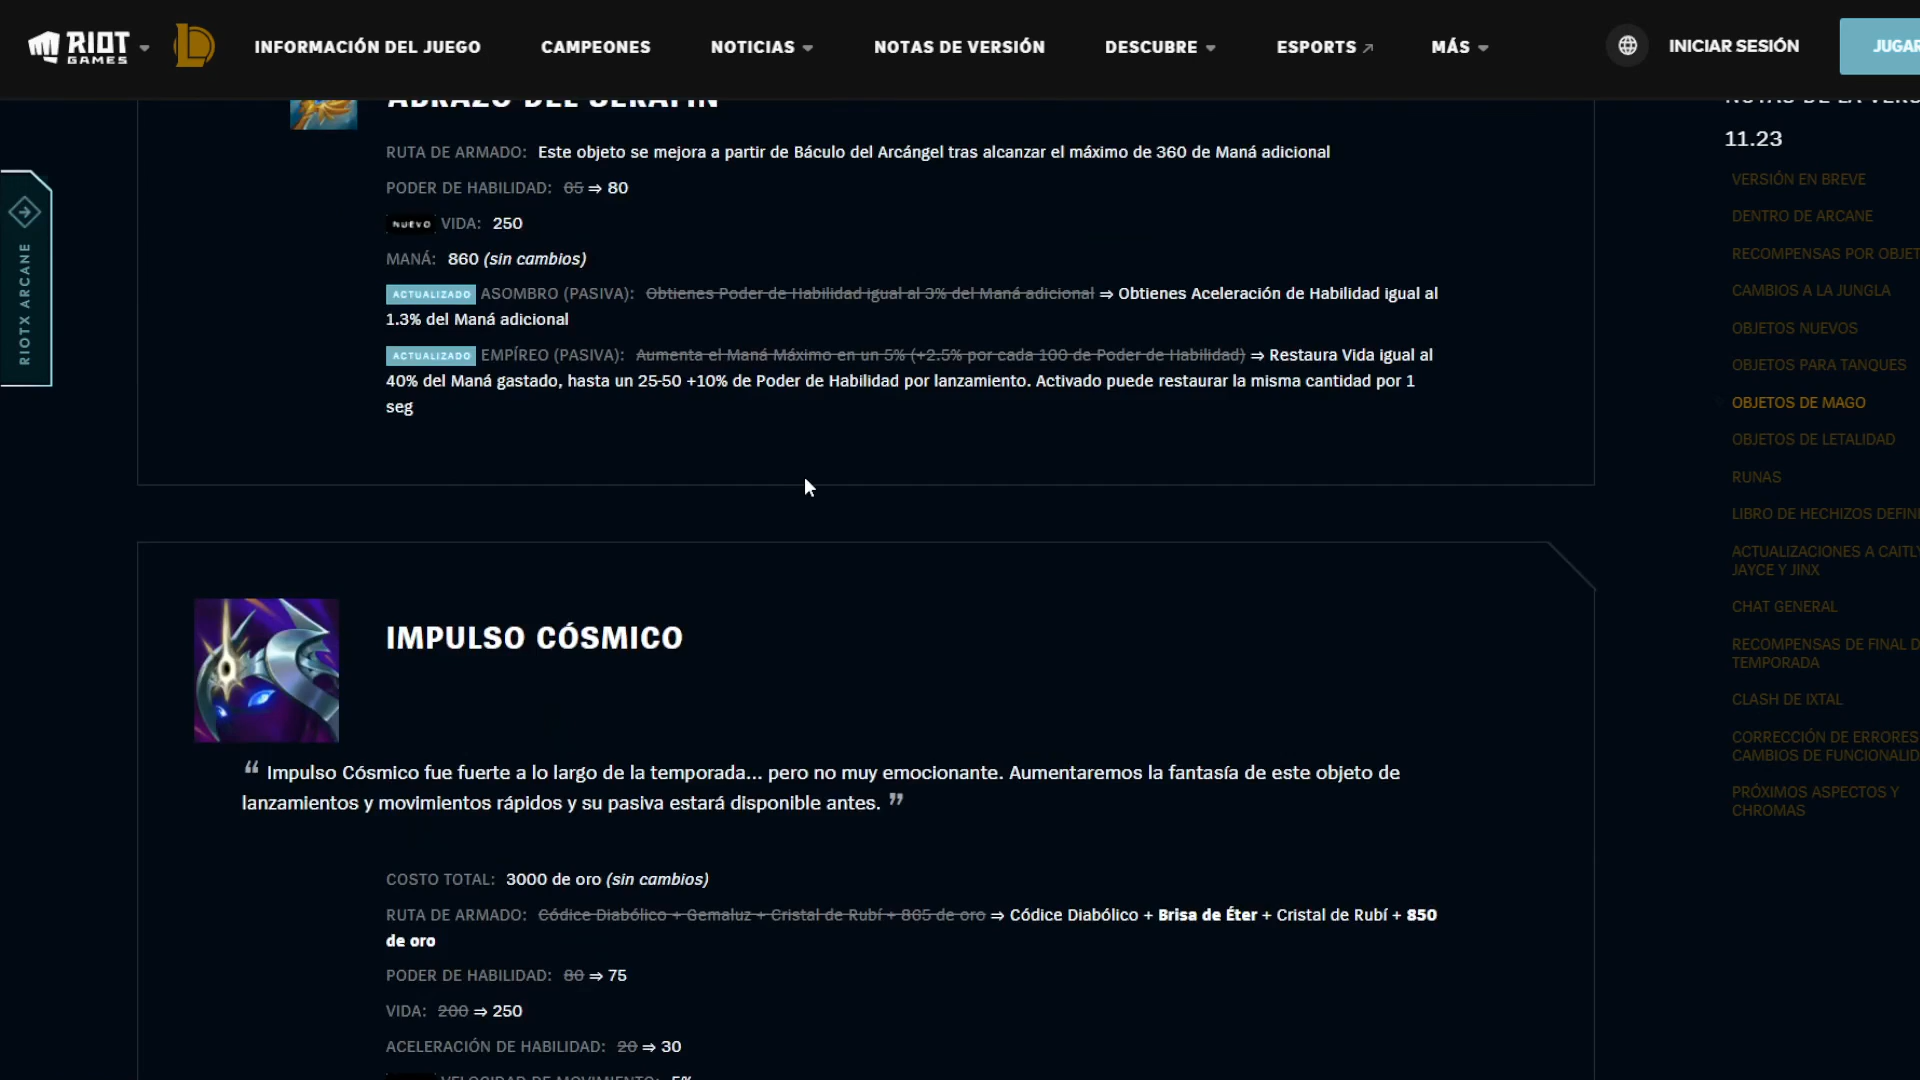 RIOT GAMES
INFORMACIÓN DEL JUEGO
CAMPEONES
NOTICIAS
NOTAS DE VERSIÓN
DESCUBRE
ESPORTS
MÁS
INICIAR SESIÓN
JUGAR
RIOTX ARCANE
ABRAZO DEL SERAFÍN
RUTA DE ARMADO: Este objeto se mejora a partir de Báculo del Arcángel tras alcanzar el máximo de 360 de Maná adicional
PODER DE HABILIDAD: 65 ⇒ 80
NUEVO VIDA: 250
MANÁ: 860 (sin cambios)
ACTUALIZADO ASOMBRO (PASIVA): Obtienes Poder de Habilidad igual al 3% del Maná adicional ⇒ Obtienes Aceleración de Habilidad igual al
1.3% del Maná adicional
ACTUALIZADO EMPÍREO (PASIVA): Aumenta el Maná Máximo en un 5% (+2.5% por cada 100 de Poder de Habilidad) ⇒ Restaura Vida igual al
40% del Maná gastado, hasta un 25-50 +10% de Poder de Habilidad por lanzamiento. Activado puede restaurar la misma cantidad por 1
seg
IMPULSO CÓSMICO
“ Impulso Cósmico fue fuerte a lo largo de la temporada... pero no muy emocionante. Aumentaremos la fantasía de este objeto de
lanzamientos y movimientos rápidos y su pasiva estará disponible antes. ”
COSTO TOTAL: 3000 de oro (sin cambios)
RUTA DE ARMADO: Códice Diabólico + Gemaluz + Cristal de Rubí + 865 de oro ⇒ Códice Diabólico + Brisa de Éter + Cristal de Rubí + 850
de oro
PODER DE HABILIDAD: 80 ⇒ 75
VIDA: 200 ⇒ 250
ACELERACIÓN DE HABILIDAD: 20 ⇒ 30
VELOCIDAD DE MOVIMIENTO: 5%
NOTAS DE LA VERS
11.23
VERSIÓN EN BREVE
DENTRO DE ARCANE
RECOMPENSAS POR OBJET
CAMBIOS A LA JUNGLA
OBJETOS NUEVOS
OBJETOS PARA TANQUES
OBJETOS DE MAGO
OBJETOS DE LETALIDAD
RUNAS
LIBRO DE HECHIZOS DEFINI
ACTUALIZACIONES A CAITLY
JAYCE Y JINX
CHAT GENERAL
RECOMPENSAS DE FINAL D
TEMPORADA
CLASH DE IXTAL
CORRECCIÓN DE ERRORES
CAMBIOS DE FUNCIONALID
PRÓXIMOS ASPECTOS Y
CHROMAS